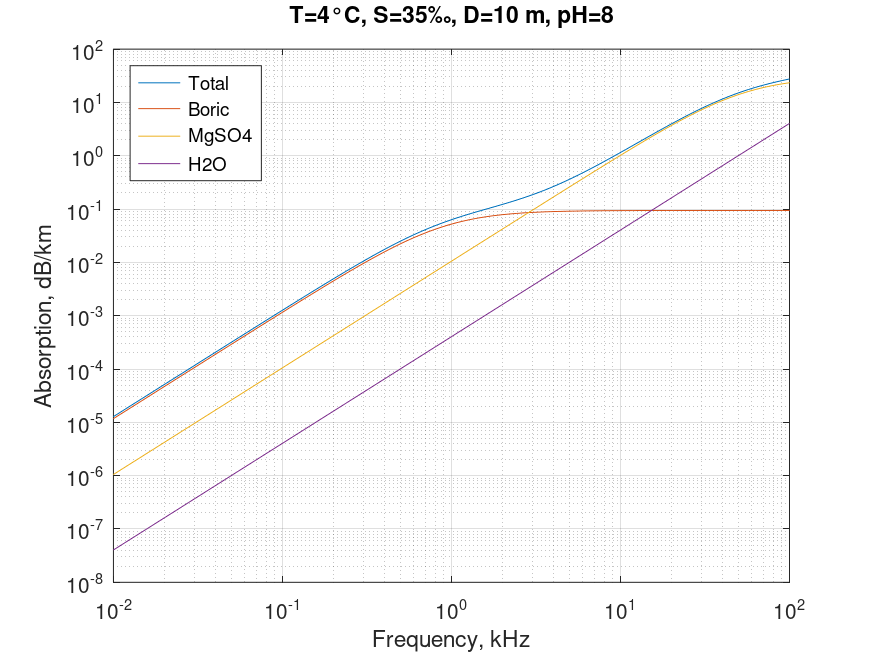 T=4°C, S=35‰, D=10 m, pH=8
Absorption, dB/km
10^2
10^1
10^0
10^-1
10^-2
10^-3
10^-4
10^-5
10^-6
10^-7
10^-8
Total
Boric
MgSO4
H2O
10^-2 10^-1 10^0 10^1 10^2
Frequency, kHz